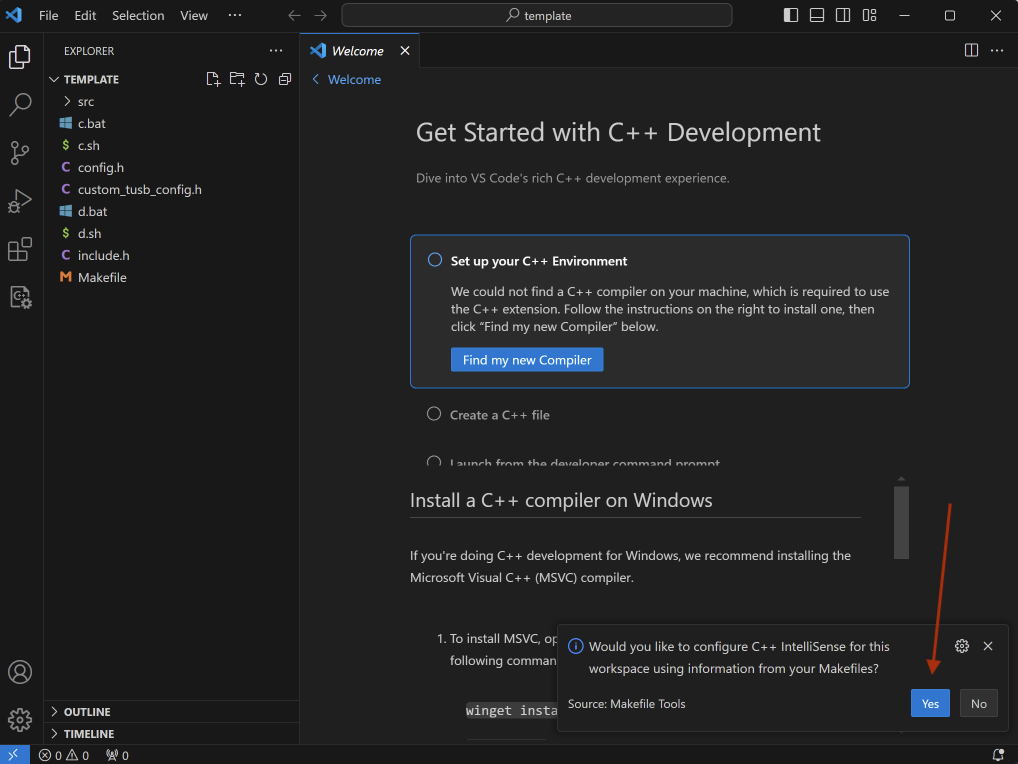 File Edit Selection View ··· template
EXPLORER ···
Welcome
TEMPLATE
Welcome
src
c.bat
c.sh
config.h
custom_tusb_config.h
d.bat
d.sh
include.h
Makefile
Get Started with C++ Development
Dive into VS Code's rich C++ development experience.
Set up your C++ Environment
We could not find a C++ compiler on your machine, which is required to use
the C++ extension. Follow the instructions on the right to install one, then
click “Find my new Compiler” below.
Find my new Compiler
Create a C++ file
Launch from the developer command prompt
Install a C++ compiler on Windows
If you're doing C++ development for Windows, we recommend installing the
Microsoft Visual C++ (MSVC) compiler.
1. To install MSVC, op
following comman
winget insta
Would you like to configure C++ IntelliSense for this
workspace using information from your Makefiles?
Source: Makefile Tools
Yes No
OUTLINE
TIMELINE
0 0 0